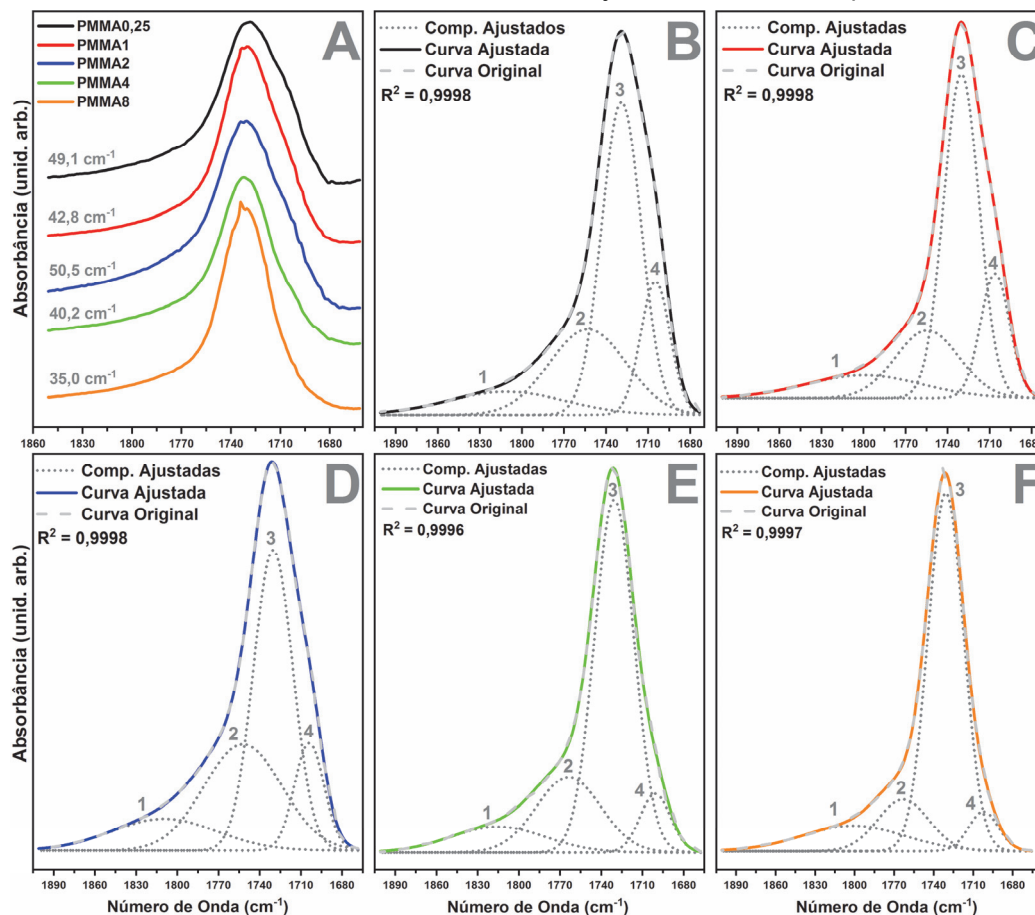 PMMA0,25
PMMA1
PMMA2
PMMA4
PMMA8
A
49,1 cm⁻¹
42,8 cm⁻¹
50,5 cm⁻¹
40,2 cm⁻¹
35,0 cm⁻¹
1860 1830 1800 1770 1740 1710 1680
Absorbância (unid. arb.)
Comp. Ajustados
Curva Ajustada
Curva Original
R² = 0,9998
B
1
2
3
4
1890 1860 1830 1800 1770 1740 1710 1680
Comp. Ajustadas
Curva Ajustada
Curva Original
R² = 0,9998
C
1
2
3
4
1890 1860 1830 1800 1770 1740 1710 1680
Comp. Ajustadas
Curva Ajustada
Curva Original
R² = 0,9998
D
1
2
3
4
1890 1860 1830 1800 1770 1740 1710 1680
Número de Onda (cm⁻¹)
Absorbância (unid. arb.)
Comp. Ajustadas
Curva Ajustada
Curva Original
R² = 0,9996
E
1
2
3
4
1890 1860 1830 1800 1770 1740 1710 1680
Número de Onda (cm⁻¹)
Comp. Ajustadas
Curva Ajustada
Curva Original
R² = 0,9997
F
1
2
3
4
1890 1860 1830 1800 1770 1740 1710 1680
Número de Onda (cm⁻¹)